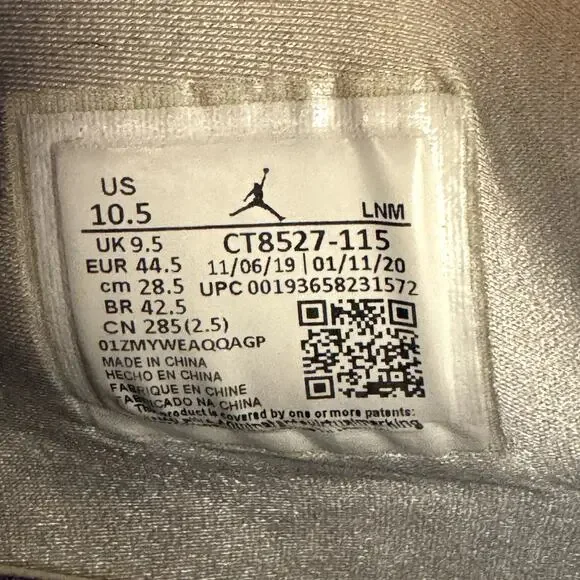 US
10.5
LNM
UK 9.5
CT8527-115
EUR 44.5
11/06/19 | 01/11/20
cm 28.5
UPC 00193658231572
BR 42.5
CN 285(2.5)
01ZMYWEAQQAGP
MADE IN CHINA
HECHO EN CHINA
FABRIQUE EN CHINE
FABRICADO NA CHINA
This product is covered by one or more patents: